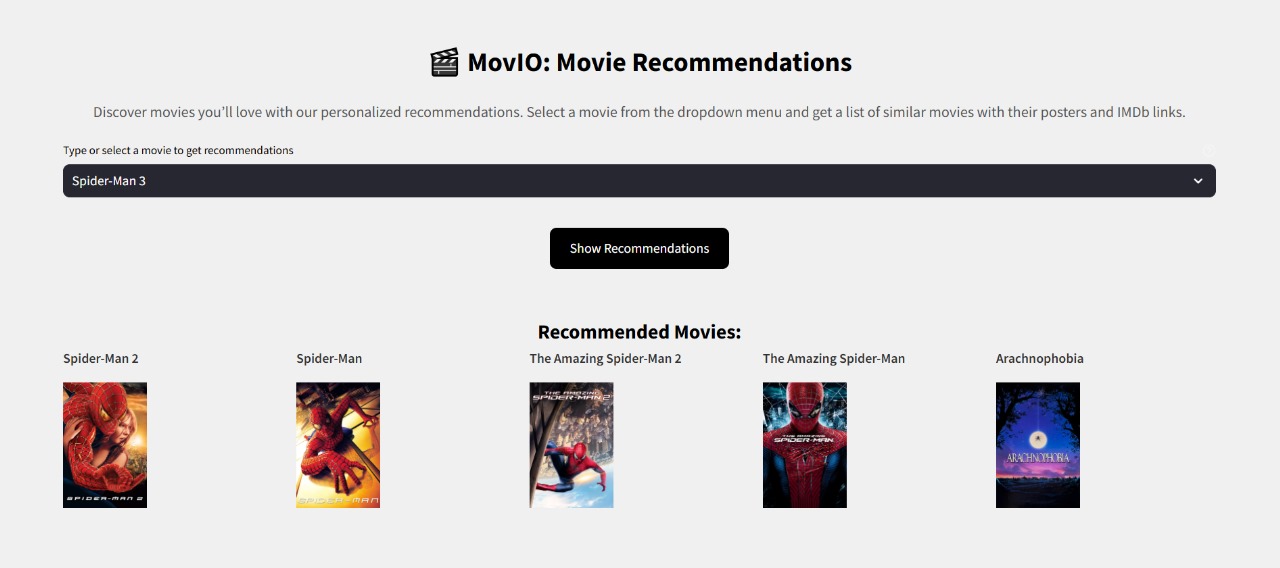 MovIO: Movie Recommendations
Discover movies you’ll love with our personalized recommendations. Select a movie from the dropdown menu and get a list of similar movies with their posters and IMDb links.
Type or select a movie to get recommendations
Spider-Man 3
Show Recommendations
Recommended Movies:
Spider-Man 2
Spider-Man
The Amazing Spider-Man 2
The Amazing Spider-Man
Arachnophobia
SPIDER-MAN 2
SPIDER-MAN
THE AMAZING
SPIDER-MAN 2
THE AMAZING
SPIDER-MAN
ARACHNOPHOBIA